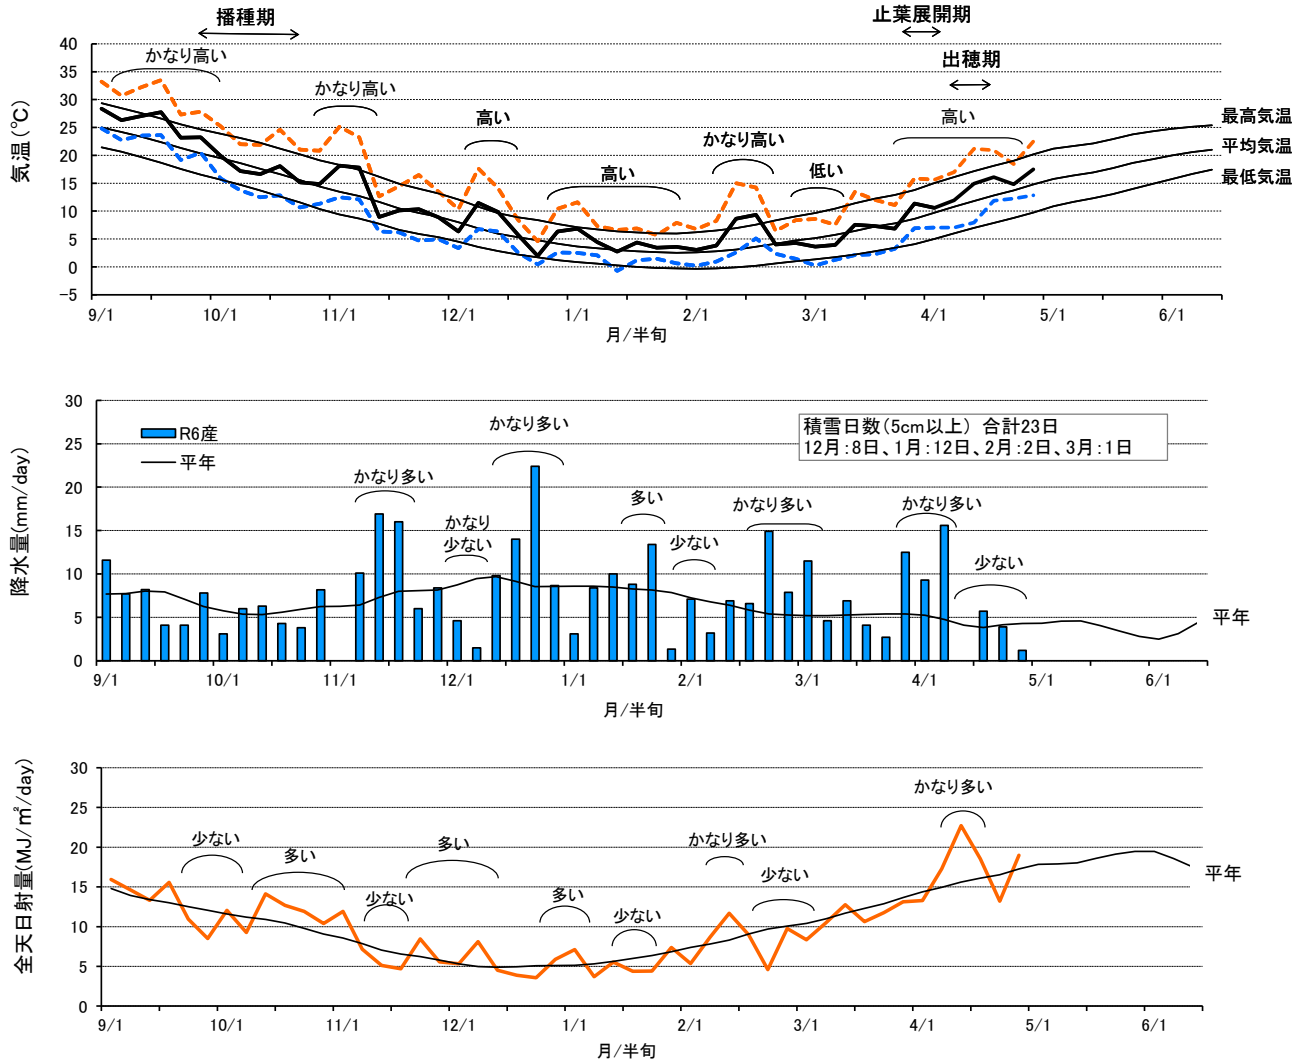 播種期
止葉展開期
出穂期
かなり高い
かなり高い
高い
高い
かなり高い
低い
高い
最高気温
平均気温
最低気温
気温(℃)
40
35
30
25
20
15
10
5
0
-5
9/1 10/1 11/1 12/1 1/1 2/1 3/1 4/1 5/1 6/1
月/半旬
降水量(mm/day)
30
25
20
15
10
5
0
R6産
平年
かなり多い
かなり
少ない
かなり多い
多い
少ない
かなり多い
かなり多い
少ない
積雪日数(5cm以上) 合計23日
12月:8日、1月:12日、2月:2日、3月:1日
平年
9/1 10/1 11/1 12/1 1/1 2/1 3/1 4/1 5/1 6/1
月/半旬
全天日射量(MJ/㎡/day)
30
25
20
15
10
5
0
少ない
多い
少ない
多い
多い
少ない
かなり多い
少ない
かなり多い
平年
9/1 10/1 11/1 12/1 1/1 2/1 3/1 4/1 5/1 6/1
月/半旬